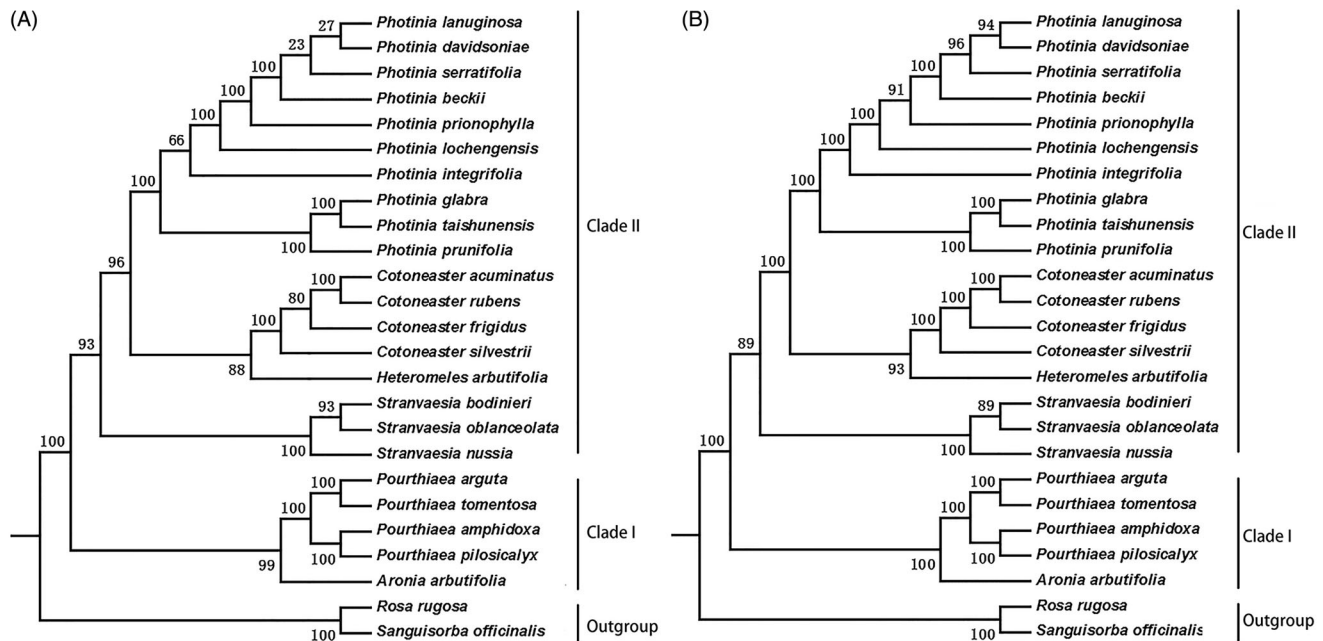 (A)
27
Photinia lanuginosa
23
Photinia davidsoniae
100
Photinia serratifolia
100
Photinia beckii
100
Photinia prionophylla
66
Photinia lochengensis
100
Photinia integrifolia
100
Photinia glabra
Photinia taishunensis
100
Photinia prunifolia
96
100
Cotoneaster acuminatus
80
Cotoneaster rubens
100
Cotoneaster frigidus
Cotoneaster silvestrii
88
Heteromeles arbutifolia
93
93
Stranvaesia bodinieri
Stranvaesia oblanceolata
100
Stranvaesia nussia
100
100
Pourthiaea arguta
100
Pourthiaea tomentosa
Pourthiaea amphidoxa
100
Pourthiaea pilosicalyx
99
Aronia arbutifolia
Rosa rugosa
100
Sanguisorba officinalis
Clade II
Clade I
Outgroup
(B)
94
Photinia lanuginosa
96
Photinia davidsoniae
100
Photinia serratifolia
91
Photinia beckii
100
Photinia prionophylla
100
Photinia lochengensis
100
Photinia integrifolia
100
Photinia glabra
Photinia taishunensis
100
Photinia prunifolia
100
100
Cotoneaster acuminatus
100
Cotoneaster rubens
100
Cotoneaster frigidus
Cotoneaster silvestrii
93
Heteromeles arbutifolia
89
89
Stranvaesia bodinieri
Stranvaesia oblanceolata
100
Stranvaesia nussia
100
100
Pourthiaea arguta
100
Pourthiaea tomentosa
Pourthiaea amphidoxa
100
Pourthiaea pilosicalyx
100
Aronia arbutifolia
Rosa rugosa
100
Sanguisorba officinalis
Clade II
Clade I
Outgroup